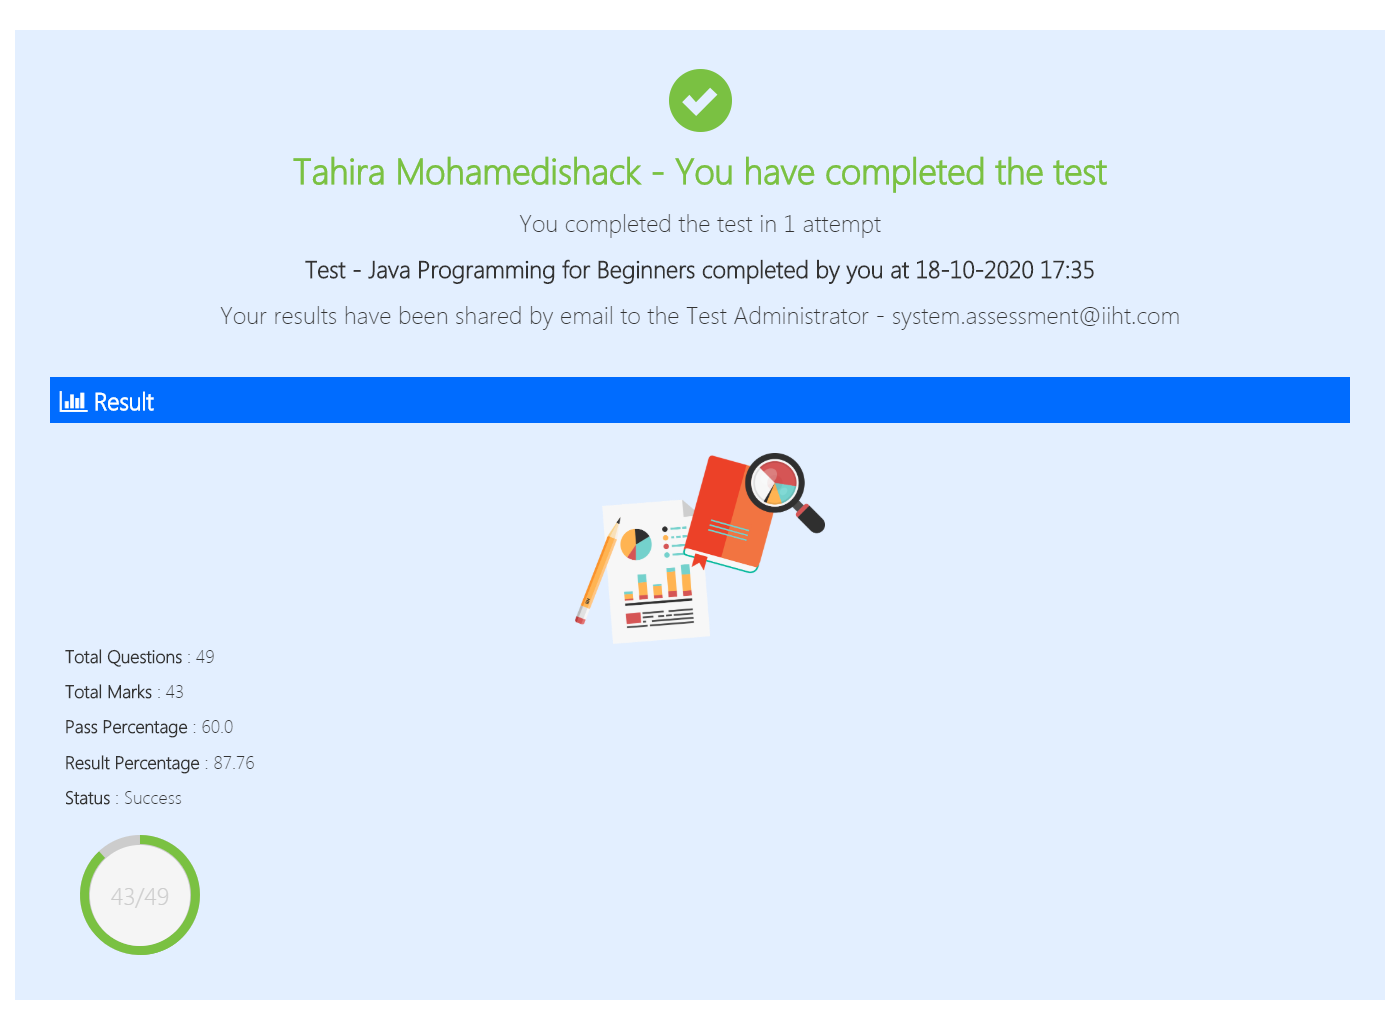 Tahira Mohamedishack - You have completed the test
You completed the test in 1 attempt
Test - Java Programming for Beginners completed by you at 18-10-2020 17:35
Your results have been shared by email to the Test Administrator - system.assessment@iiht.com
Result
Total Questions : 49
Total Marks : 43
Pass Percentage : 60.0
Result Percentage : 87.76
Status : Success
43/49